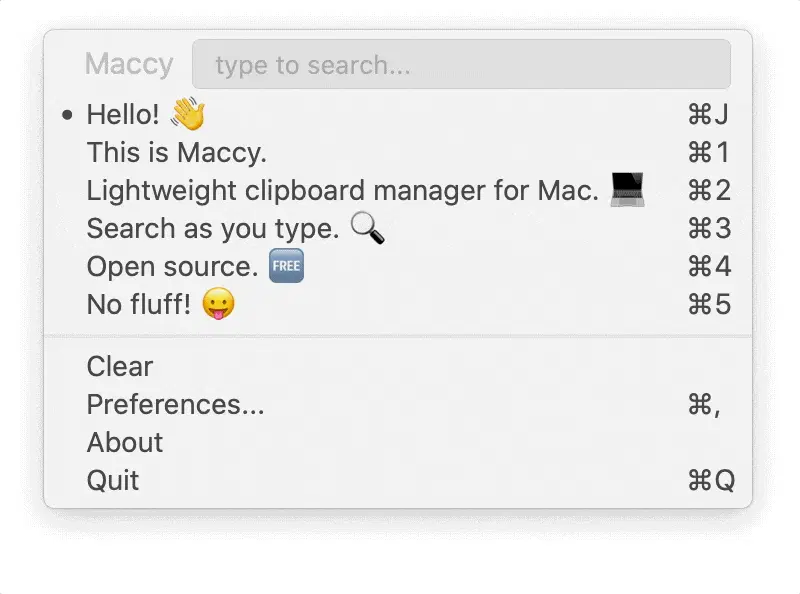 Maccy type to search...
• Hello! 👋 ⌘J
This is Maccy. ⌘1
Lightweight clipboard manager for Mac. 💻 ⌘2
Search as you type. 🔍 ⌘3
Open source. 🆓 ⌘4
No fluff! 😛 ⌘5
Clear
Preferences... ⌘,
About
Quit ⌘Q